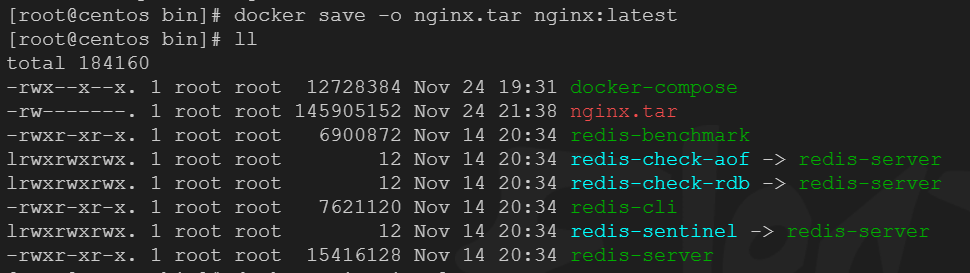 [root@centos bin]# docker save -o nginx.tar nginx:latest
[root@centos bin]# ll
total 184160
-rwx--x--x. 1 root root  12728384 Nov 24 19:31 docker-compose
-rw-------. 1 root root 145905152 Nov 24 21:38 nginx.tar
-rwxr-xr-x. 1 root root   6900872 Nov 14 20:34 redis-benchmark
lrwxrwxrwx. 1 root root        12 Nov 14 20:34 redis-check-aof -> redis-server
lrwxrwxrwx. 1 root root        12 Nov 14 20:34 redis-check-rdb -> redis-server
-rwxr-xr-x. 1 root root   7621120 Nov 14 20:34 redis-cli
lrwxrwxrwx. 1 root root        12 Nov 14 20:34 redis-sentinel -> redis-server
-rwxr-xr-x. 1 root root  15416128 Nov 14 20:34 redis-server